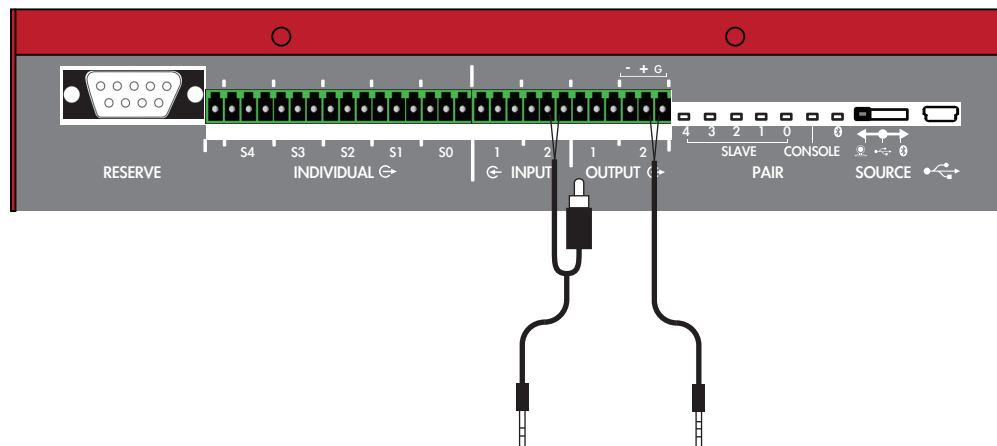 - + G
S4 S3 S2 S1 S0 1 2 1 2 4 3 2 1 0
SLAVE CONSOLE
RESERVE INDIVIDUAL INPUT OUTPUT PAIR SOURCE